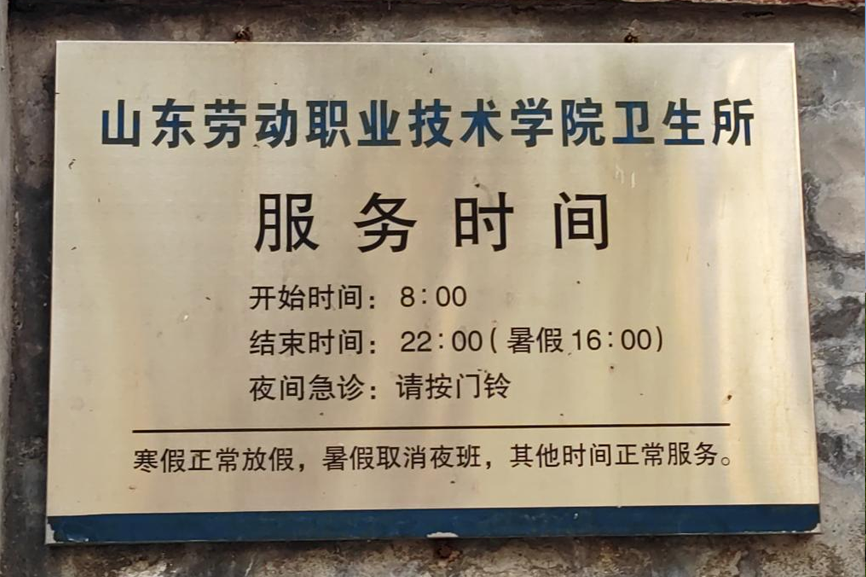 山东劳动职业技术学院卫生所
服务时间
开始时间：8：00
结束时间：22：00（暑假16：00）
夜间急诊：请按门铃
寒假正常放假，暑假取消夜班，其他时间正常服务。